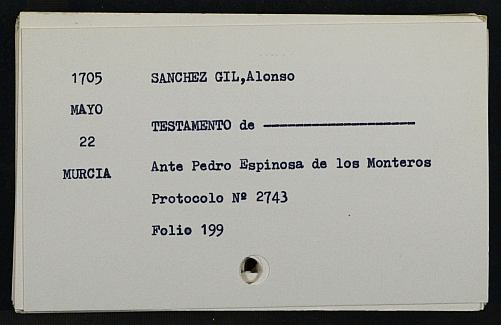 1705 SANCHEZ GIL,Alonso
MAYO
TESTAMENTO de -------------------
22
Ante Pedro Espinosa de los Monteros
MURCIA
Protocolo Nº 2743
Folio 199